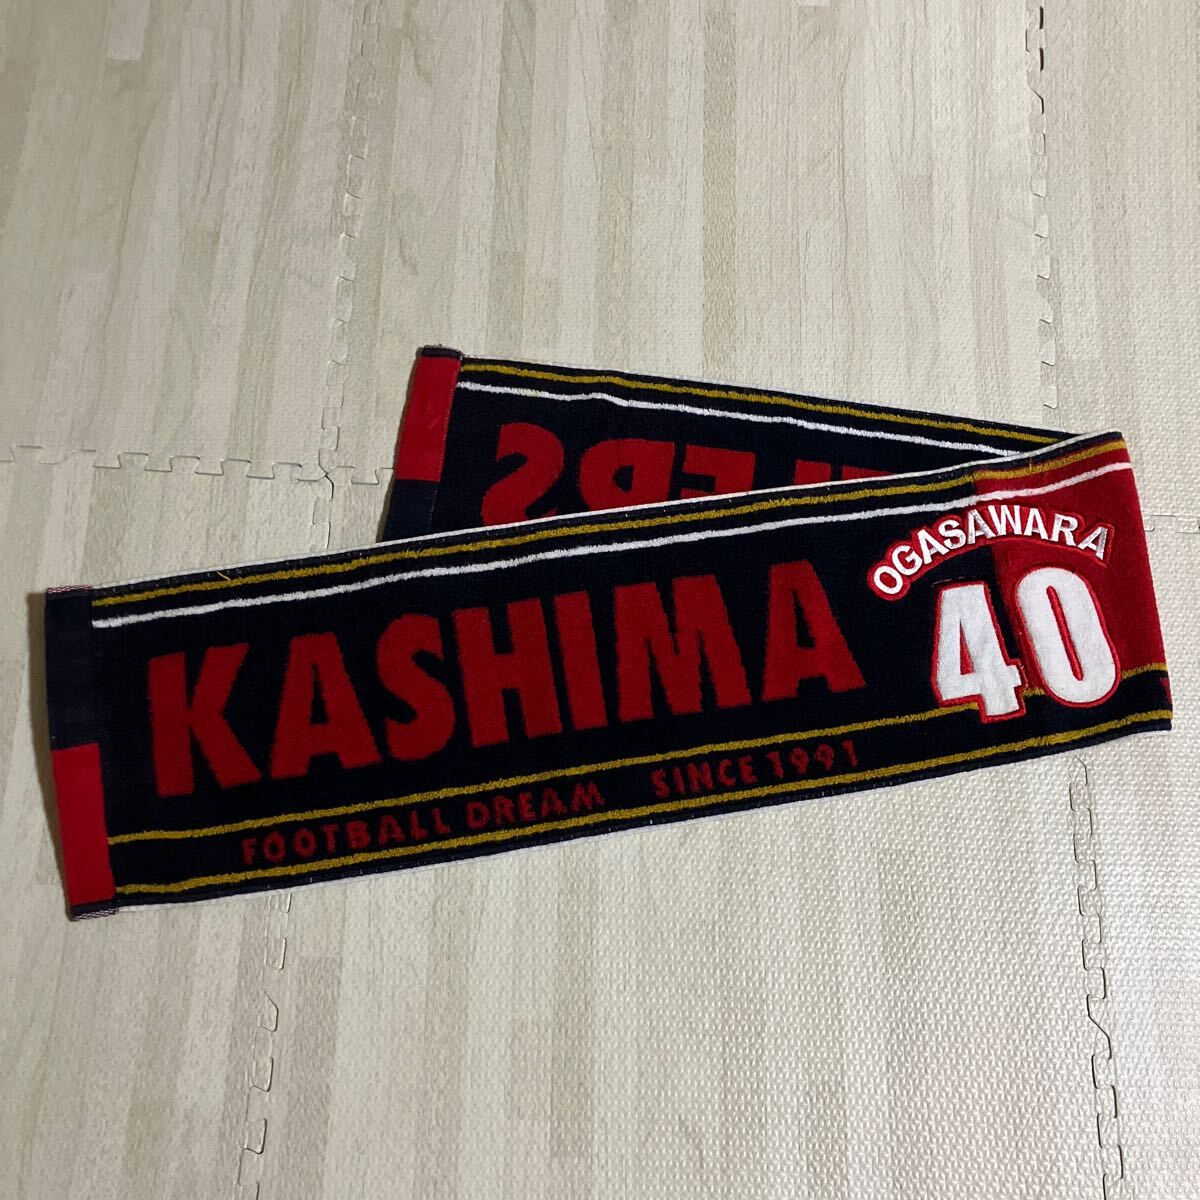 KASHIMA
OGASAWARA
40
FOOTBALL DREAM SINCE 1991